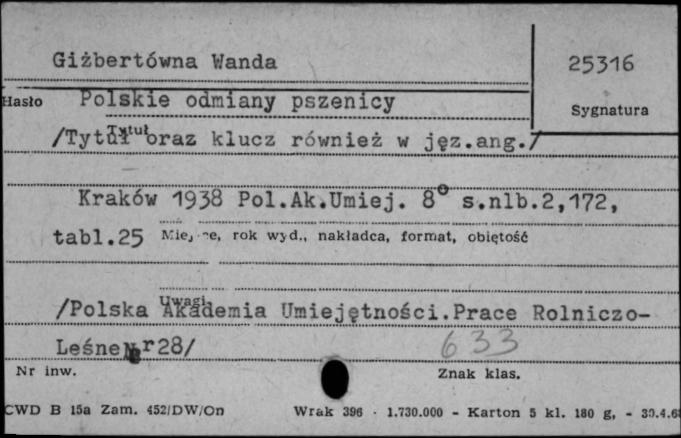 Giżbertówna Wanda
25316
Hasło Polskie odmiany pszenicy
Sygnatura
Tytuł
/Tytuł oraz klucz również w jęz.ang./
Kraków 1938 Pol.Ak.Umiej. 8° s.nlb.2,172,
tabl.25 Miejsce, rok wyd., nakładca, format, objętość
Uwagi
/Polska Akademia Umiejętności.Prace Rolniczo-
Leśne Nr 28/
633
Nr inw.
Znak klas.
CWD B 15a Zam. 452/DW/On Wrak 396 - 1.730.000 - Karton 5 kl. 180 g, - 30.4.6